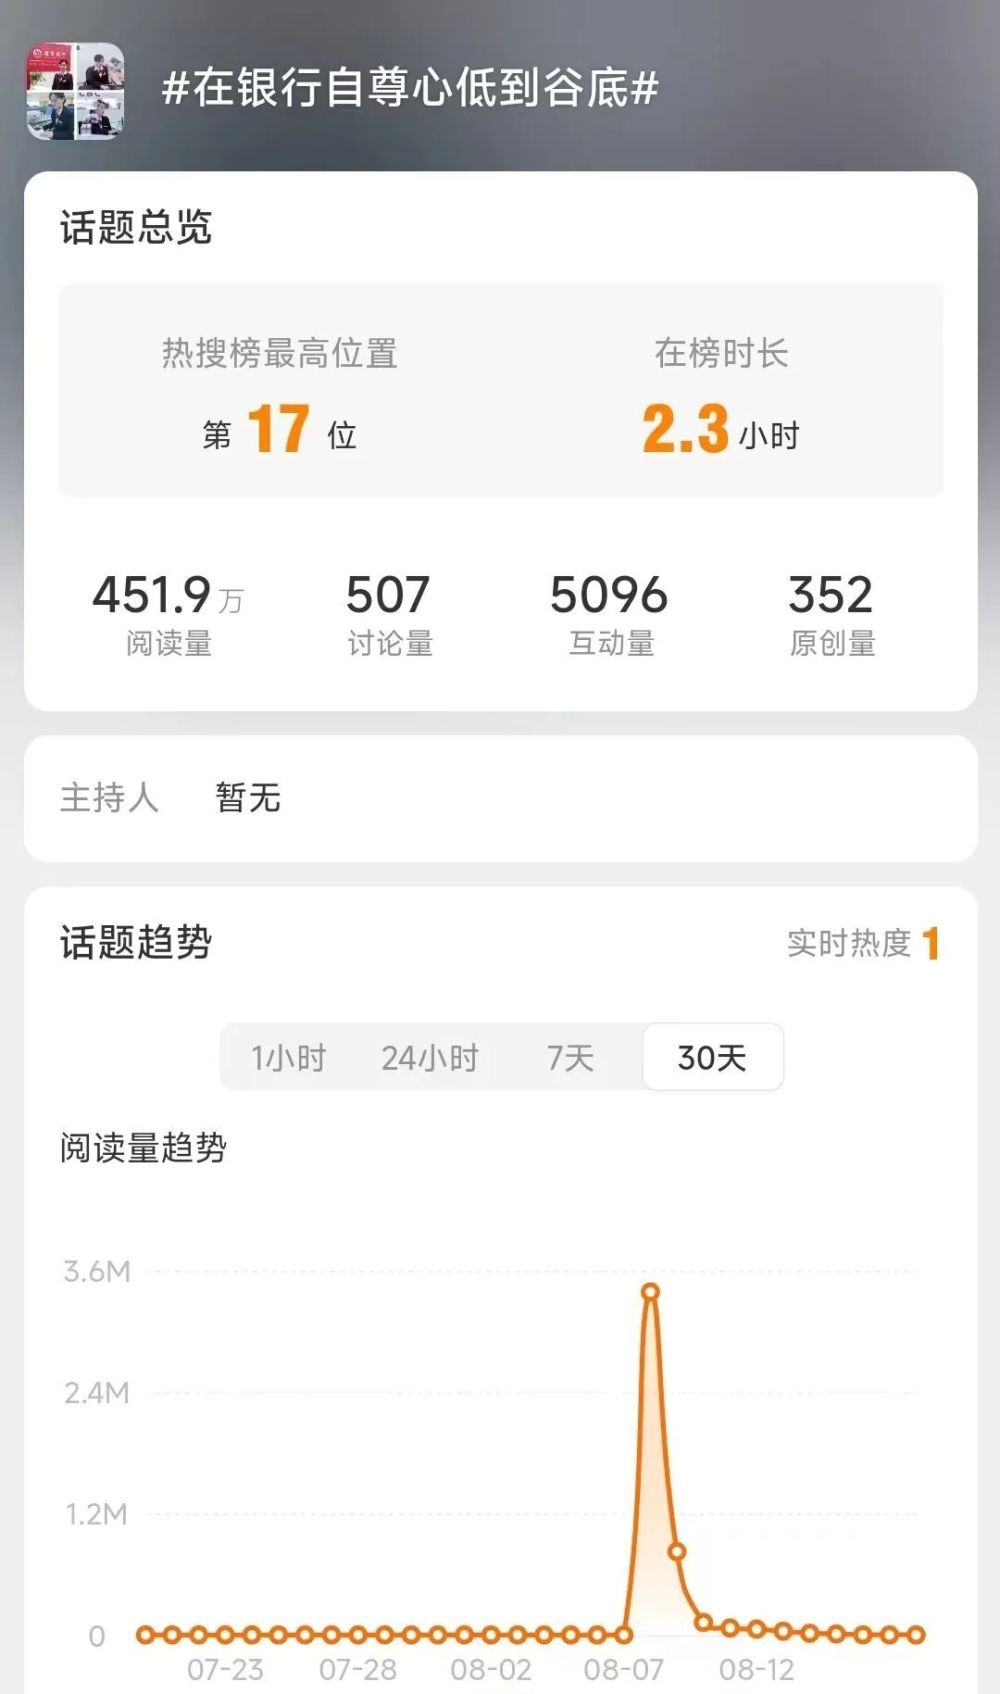 #在银行自尊心低到谷底#
话题总览
热搜榜最高位置 在榜时长
第 17 位 2.3 小时
451.9万 507 5096 352
阅读量 讨论量 互动量 原创量
主持人 暂无
话题趋势 实时热度 1
1小时 24小时 7天 30天
阅读量趋势
3.6M
2.4M
1.2M
0
07-23 07-28 08-02 08-07 08-12